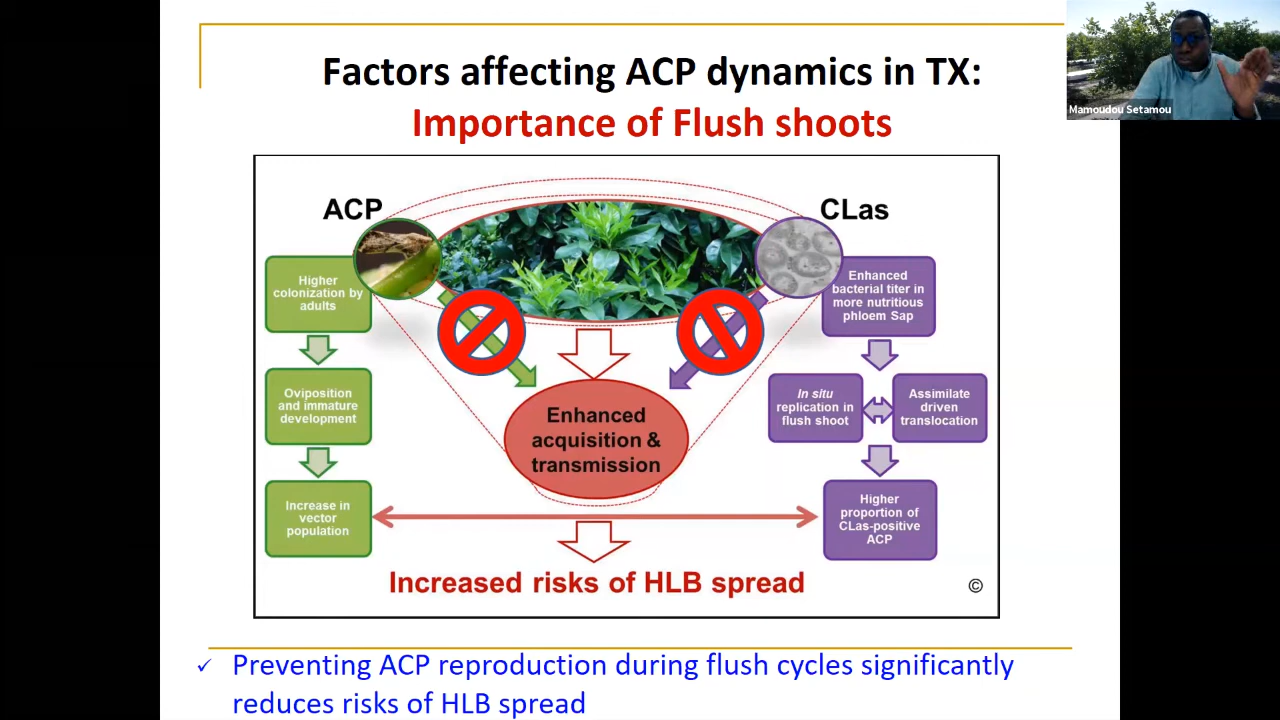 Factors affecting ACP dynamics in TX:
Importance of Flush shoots
Mamoudou Setamou
ACP
CLas
Higher
colonization by
adults
Oviposition
and immature
development
Increase in
vector
population
Enhanced
acquisition &
transmission
Enhanced
bacterial titer in
more nutritious
phloem Sap
In situ
replication in
flush shoot
Assimilate
driven
translocation
Higher
proportion of
CLas-positive
ACP
Increased risks of HLB spread
©
✓ Preventing ACP reproduction during flush cycles significantly
reduces risks of HLB spread